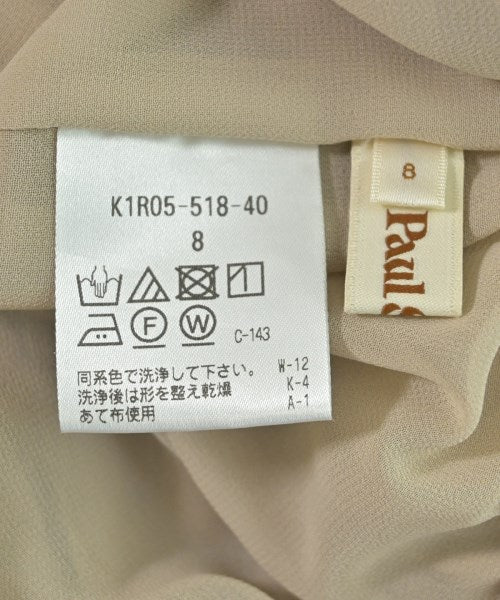 K1R05-518-40
8
F W C-143
同系色で洗浄して下さい。 W-12
洗浄後は形を整え乾燥 K-4
あて布使用 A-1
8
Paul